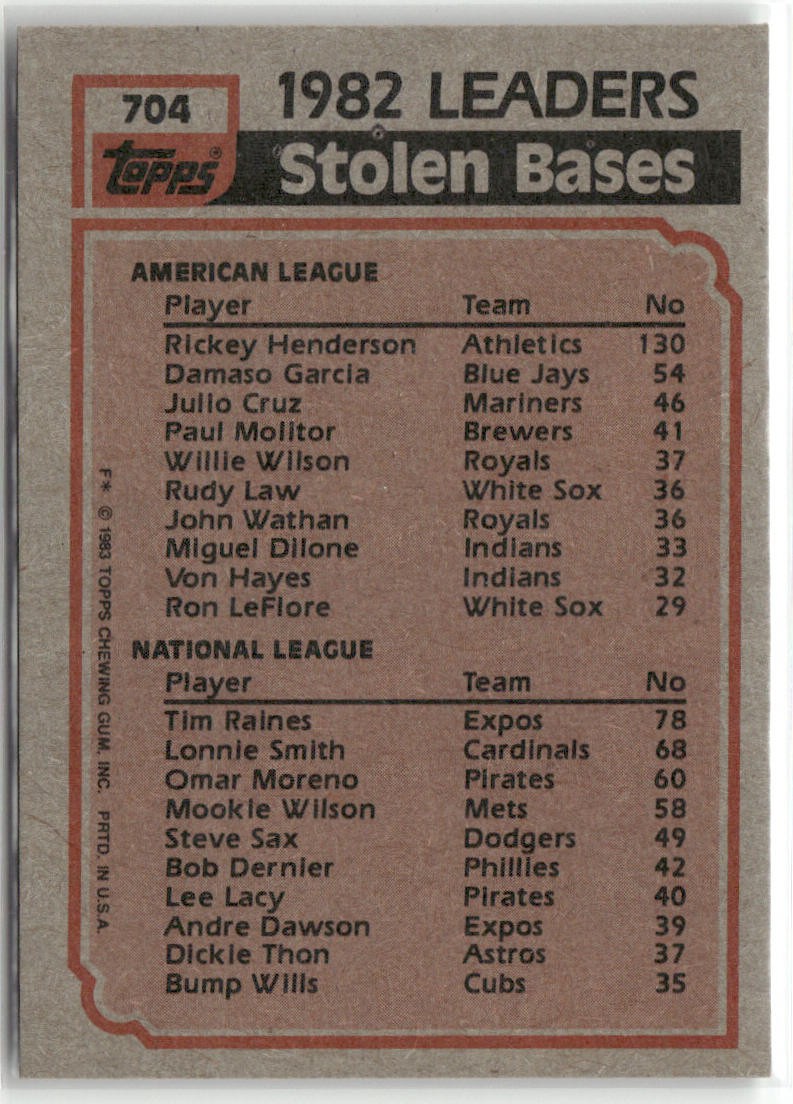 704
1982 LEADERS
topps®
Stolen Bases
AMERICAN LEAGUE
Player Team No
Rickey Henderson Athletics 130
Damaso Garcia Blue Jays 54
Julio Cruz Mariners 46
Paul Molitor Brewers 41
Willie Wilson Royals 37
Rudy Law White Sox 36
John Wathan Royals 36
Miguel Dilone Indians 33
Von Hayes Indians 32
Ron LeFlore White Sox 29
NATIONAL LEAGUE
Player Team No
Tim Raines Expos 78
Lonnie Smith Cardinals 68
Omar Moreno Pirates 60
Mookie Wilson Mets 58
Steve Sax Dodgers 49
Bob Dernier Phillies 42
Lee Lacy Pirates 40
Andre Dawson Expos 39
Dickie Thon Astros 37
Bump Wills Cubs 35
F* © 1983 TOPPS CHEWING GUM, INC. PRTD. IN U.S.A.